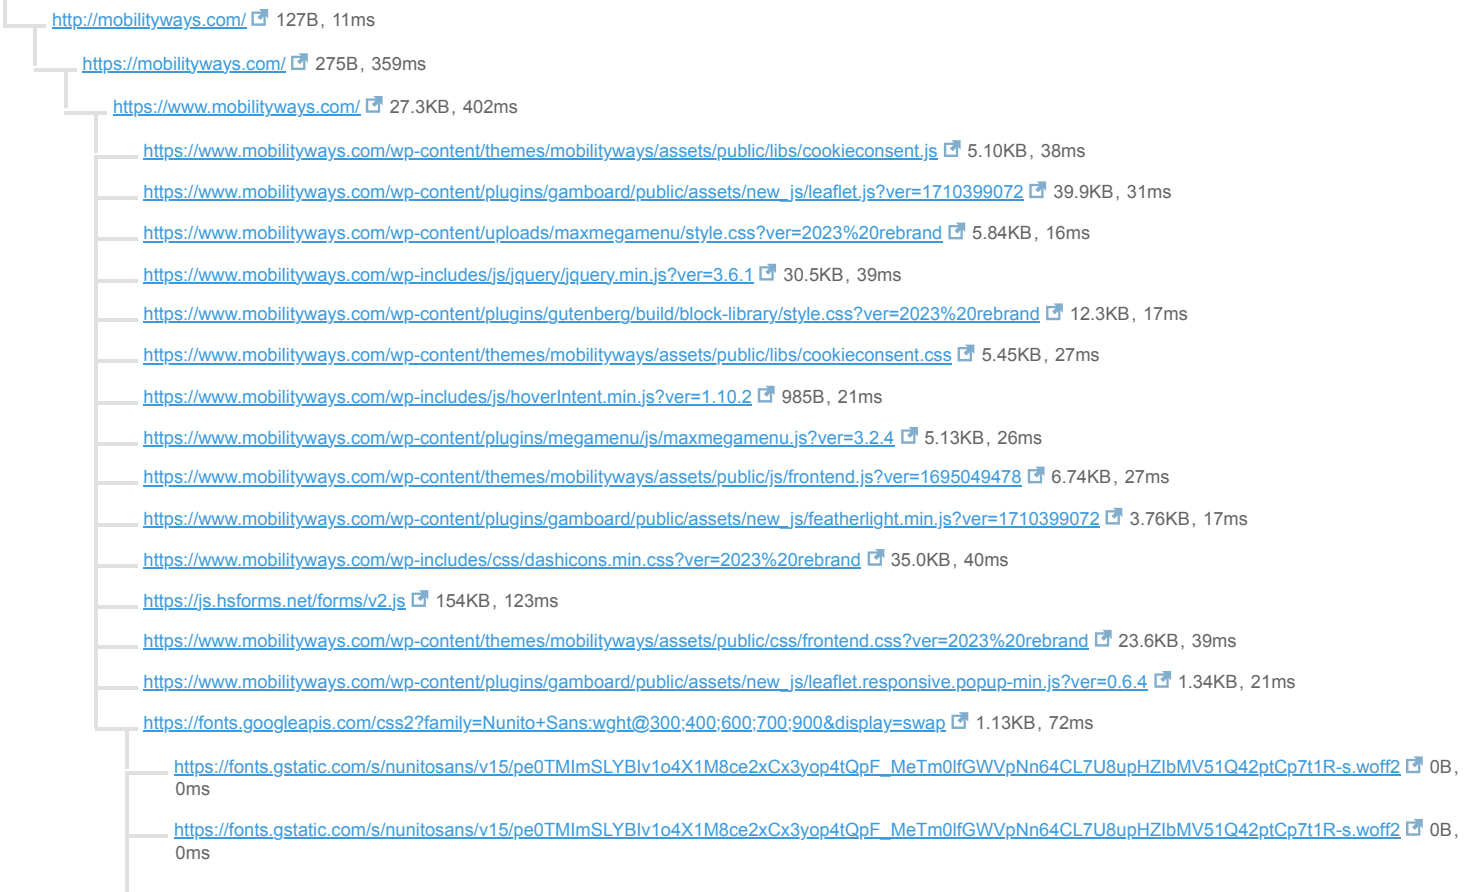 http://mobilityways.com/ 127B, 11ms
https://mobilityways.com/ 275B, 359ms
https://www.mobilityways.com/ 27.3KB, 402ms
https://www.mobilityways.com/wp-content/themes/mobilityways/assets/public/libs/cookieconsent.js 5.10KB, 38ms
https://www.mobilityways.com/wp-content/plugins/gamboard/public/assets/new_js/leaflet.js?ver=1710399072 39.9KB, 31ms
https://www.mobilityways.com/wp-content/uploads/maxmegamenu/style.css?ver=2023%20rebrand 5.84KB, 16ms
https://www.mobilityways.com/wp-includes/js/jquery/jquery.min.js?ver=3.6.1 30.5KB, 39ms
https://www.mobilityways.com/wp-content/plugins/gutenberg/build/block-library/style.css?ver=2023%20rebrand 12.3KB, 17ms
https://www.mobilityways.com/wp-content/themes/mobilityways/assets/public/libs/cookieconsent.css 5.45KB, 27ms
https://www.mobilityways.com/wp-includes/js/hoverIntent.min.js?ver=1.10.2 985B, 21ms
https://www.mobilityways.com/wp-content/plugins/megamenu/js/maxmegamenu.js?ver=3.2.4 5.13KB, 26ms
https://www.mobilityways.com/wp-content/themes/mobilityways/assets/public/js/frontend.js?ver=1695049478 6.74KB, 27ms
https://www.mobilityways.com/wp-content/plugins/gamboard/public/assets/new_js/featherlight.min.js?ver=1710399072 3.76KB, 17ms
https://www.mobilityways.com/wp-includes/css/dashicons.min.css?ver=2023%20rebrand 35.0KB, 40ms
https://js.hsforms.net/forms/v2.js 154KB, 123ms
https://www.mobilityways.com/wp-content/themes/mobilityways/assets/public/css/frontend.css?ver=2023%20rebrand 23.6KB, 39ms
https://www.mobilityways.com/wp-content/plugins/gamboard/public/assets/new_js/leaflet.responsive.popup-min.js?ver=0.6.4 1.34KB, 21ms
https://fonts.googleapis.com/css2?family=Nunito+Sans:wght@300;400;600;700;900&display=swap 1.13KB, 72ms
https://fonts.gstatic.com/s/nunitosans/v15/pe0TMImSLYBIv1o4X1M8ce2xCx3yop4tQpF_MeTm0lfGWVpNn64CL7U8upHZIbMV51Q42ptCp7t1R-s.woff2 0B,
0ms
https://fonts.gstatic.com/s/nunitosans/v15/pe0TMImSLYBIv1o4X1M8ce2xCx3yop4tQpF_MeTm0lfGWVpNn64CL7U8upHZIbMV51Q42ptCp7t1R-s.woff2 0B,
0ms